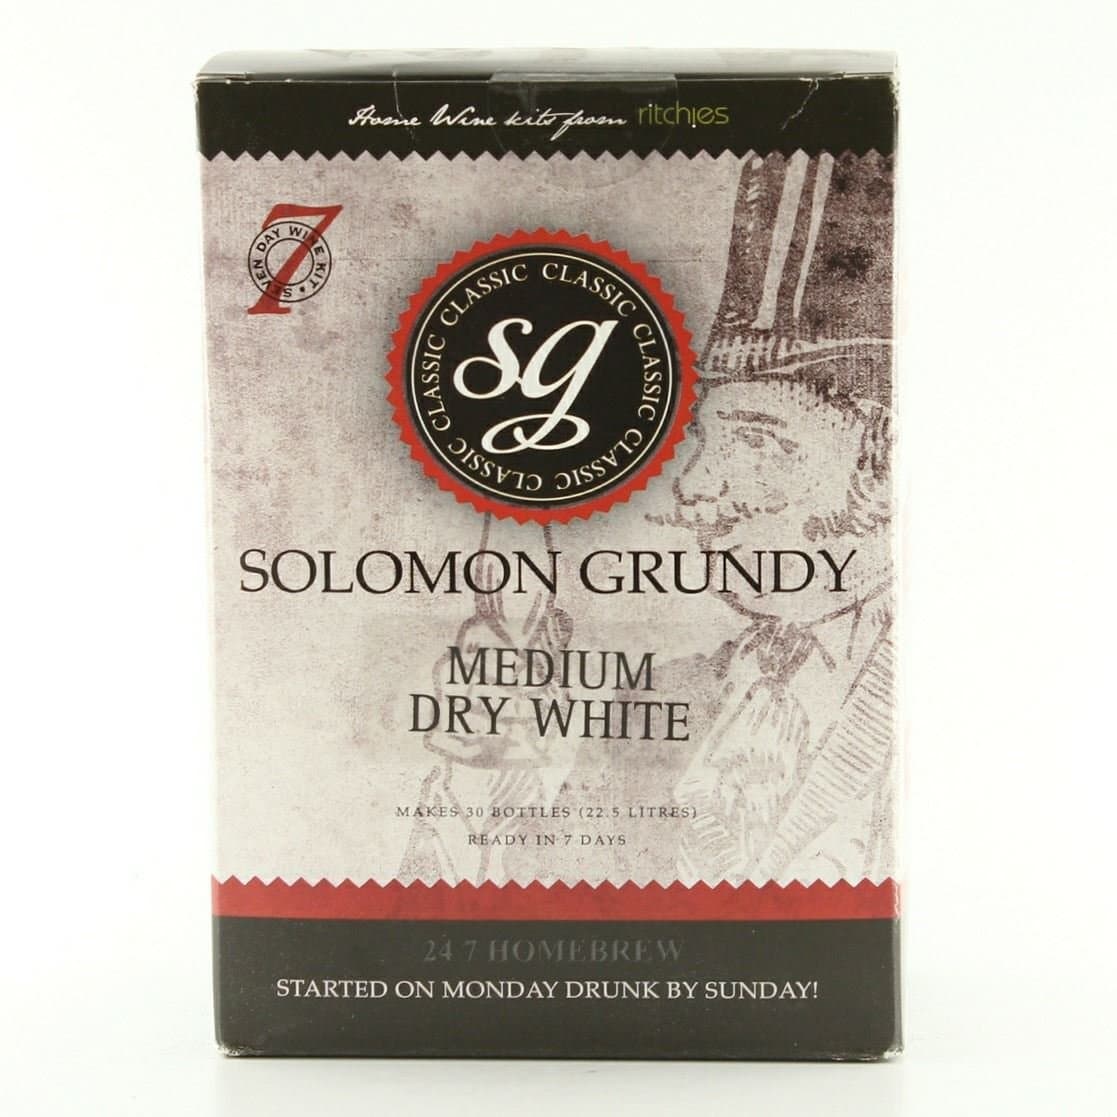 Home Wine kits from ritchies
7
SEVEN DAY WINE KIT •
CLASSIC CLASSIC CLASSIC CLASSIC CLASSIC CLASSIC CLASSIC
sg
SOLOMON GRUNDY
MEDIUM
DRY WHITE
MAKES 30 BOTTLES (22.5 LITRES)
READY IN 7 DAYS
24 7 HOMEBREW
STARTED ON MONDAY DRUNK BY SUNDAY!